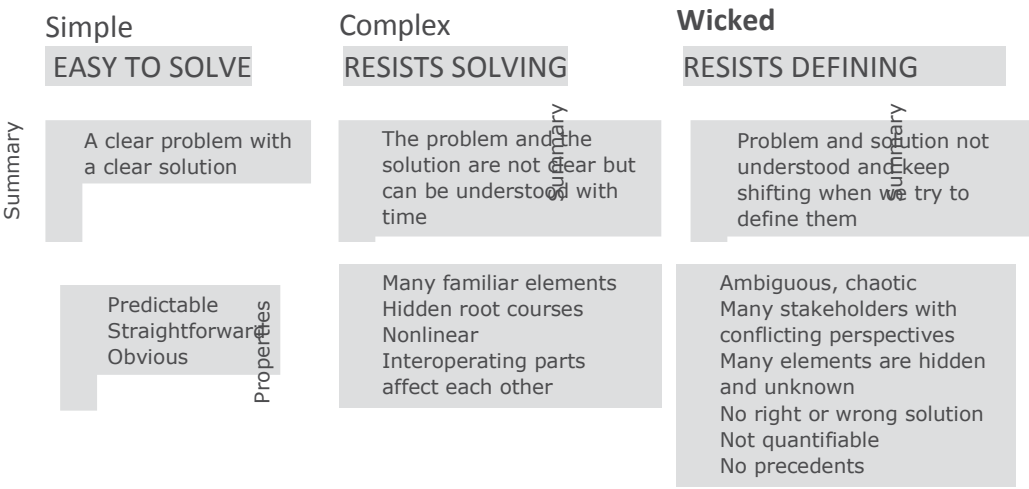 Simple
EASY TO SOLVE
Summary
A clear problem with
a clear solution
Properties
Predictable
Straightforward
Obvious
Complex
RESISTS SOLVING
Summary
The problem and the
solution are not clear but
can be understood with
time
Many familiar elements
Hidden root courses
Nonlinear
Interoperating parts
affect each other
Wicked
RESISTS DEFINING
Summary
Problem and solution not
understood and keep
shifting when we try to
define them
Ambiguous, chaotic
Many stakeholders with
conflicting perspectives
Many elements are hidden
and unknown
No right or wrong solution
Not quantifiable
No precedents